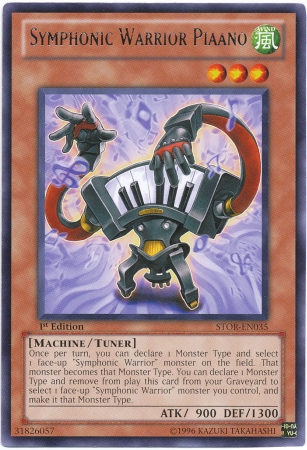 SYMPHONIC WARRIOR PIAANO
WIND
風
1st Edition
STOR-EN035
[MACHINE/TUNER]
Once per turn, you can declare 1 Monster Type and select
1 face-up "Symphonic Warrior" monster on the field. That
monster becomes that Monster Type. You can declare 1 Monster
Type and remove from play this card from your Graveyard to
select 1 face-up "Symphonic Warrior" monster you control, and
make it that Monster Type.
ATK/ 900 DEF/1300
31826057
©1996 KAZUKI TAKAHASHI